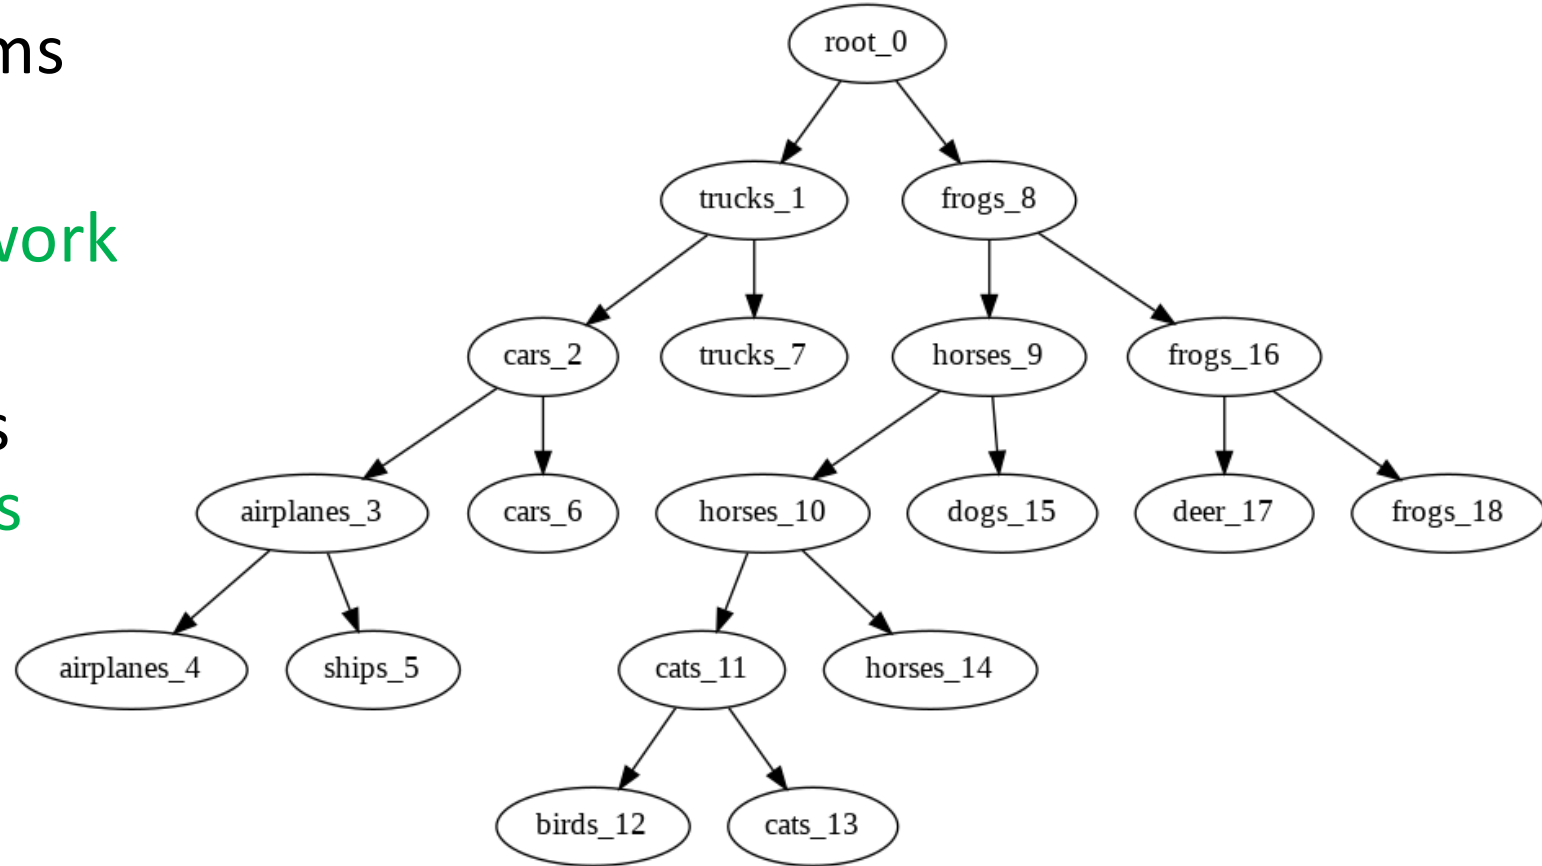 ms
root_0
trucks_1 frogs_8
work
cars_2 trucks_7 horses_9 frogs_16
s
s
airplanes_3 cars_6 horses_10 dogs_15 deer_17 frogs_18
airplanes_4 ships_5 cats_11 horses_14
birds_12 cats_13